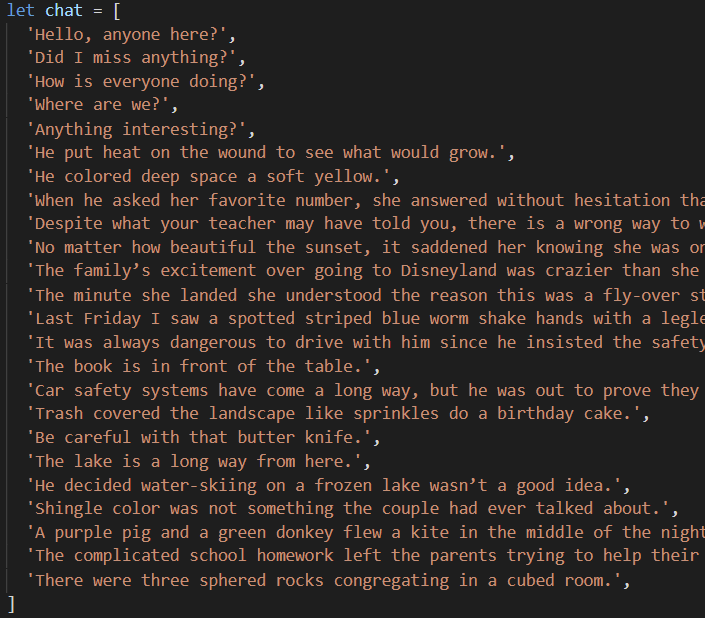 let chat = [
'Hello, anyone here?',
'Did I miss anything?',
'How is everyone doing?',
'Where are we?',
'Anything interesting?',
'He put heat on the wound to see what would grow.',
'He colored deep space a soft yellow.',
'When he asked her favorite number, she answered without hesitation
'Despite what your teacher may have told you, there is a wrong way to
'No matter how beautiful the sunset, it saddened her knowing she was
'The family’s excitement over going to Disneyland was crazier than she
'The minute she landed she understood the reason this was a fly-over
'Last Friday I saw a spotted striped blue worm shake hands with a
'It was always dangerous to drive with him since he insisted the safety
'The book is in front of the table.',
'Car safety systems have come a long way, but he was out to prove they
'Trash covered the landscape like sprinkles do a birthday cake.',
'Be careful with that butter knife.',
'The lake is a long way from here.',
'He decided water-skiing on a frozen lake wasn’t a good idea.',
'Shingle color was not something the couple had ever talked about.',
'A purple pig and a green donkey flew a kite in the middle of the night
'The complicated school homework left the parents trying to help their
'There were three sphered rocks congregating in a cubed room.',
]